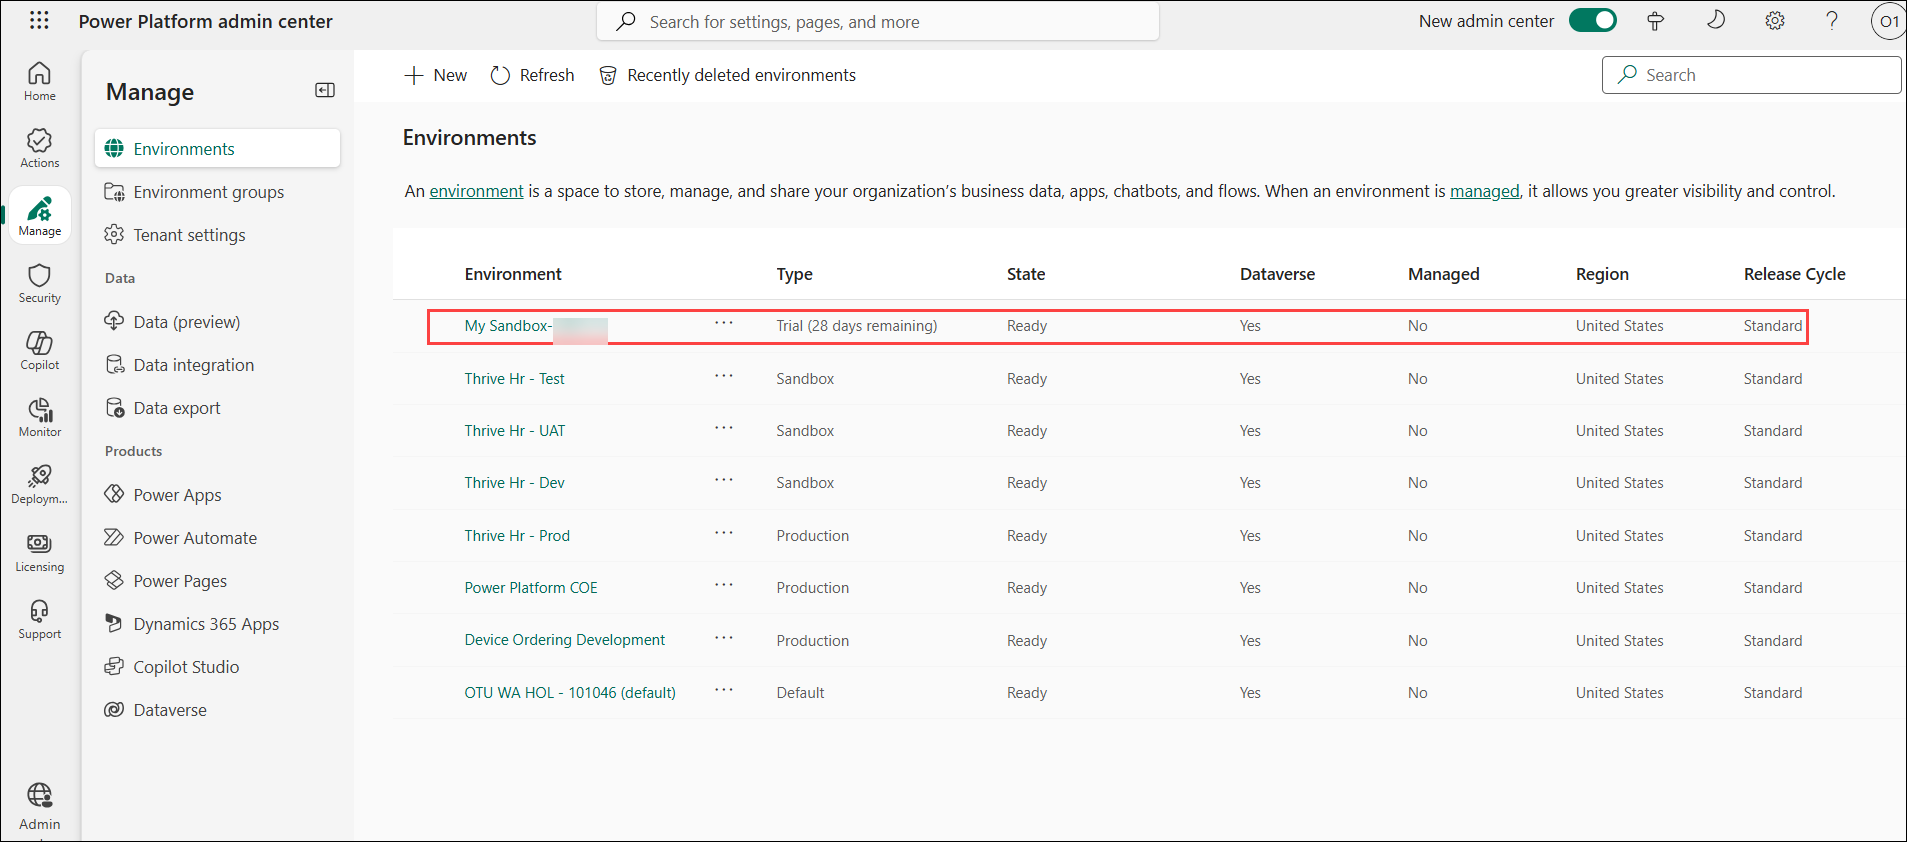 Power Platform admin center
Search for settings, pages, and more
New admin center
O1
Home
Actions
Manage
Security
Copilot
Monitor
Deploym...
Licensing
Support
Admin
Manage
Environments
Environment groups
Tenant settings
Data
Data (preview)
Data integration
Data export
Products
Power Apps
Power Automate
Power Pages
Dynamics 365 Apps
Copilot Studio
Dataverse
New Refresh Recently deleted environments
Search
Environments
An environment is a space to store, manage, and share your organization's business data, apps, chatbots, and flows. When an environment is managed, it allows you greater visibility and control.
Environment Type State Dataverse Managed Region Release Cycle
My Sandbox- ... Trial (28 days remaining) Ready Yes No United States Standard
Thrive Hr - Test ... Sandbox Ready Yes No United States Standard
Thrive Hr - UAT ... Sandbox Ready Yes No United States Standard
Thrive Hr - Dev ... Sandbox Ready Yes No United States Standard
Thrive Hr - Prod ... Production Ready Yes No United States Standard
Power Platform COE ... Production Ready Yes No United States Standard
Device Ordering Development ... Production Ready Yes No United States Standard
OTU WA HOL - 101046 (default) ... Default Ready Yes No United States Standard